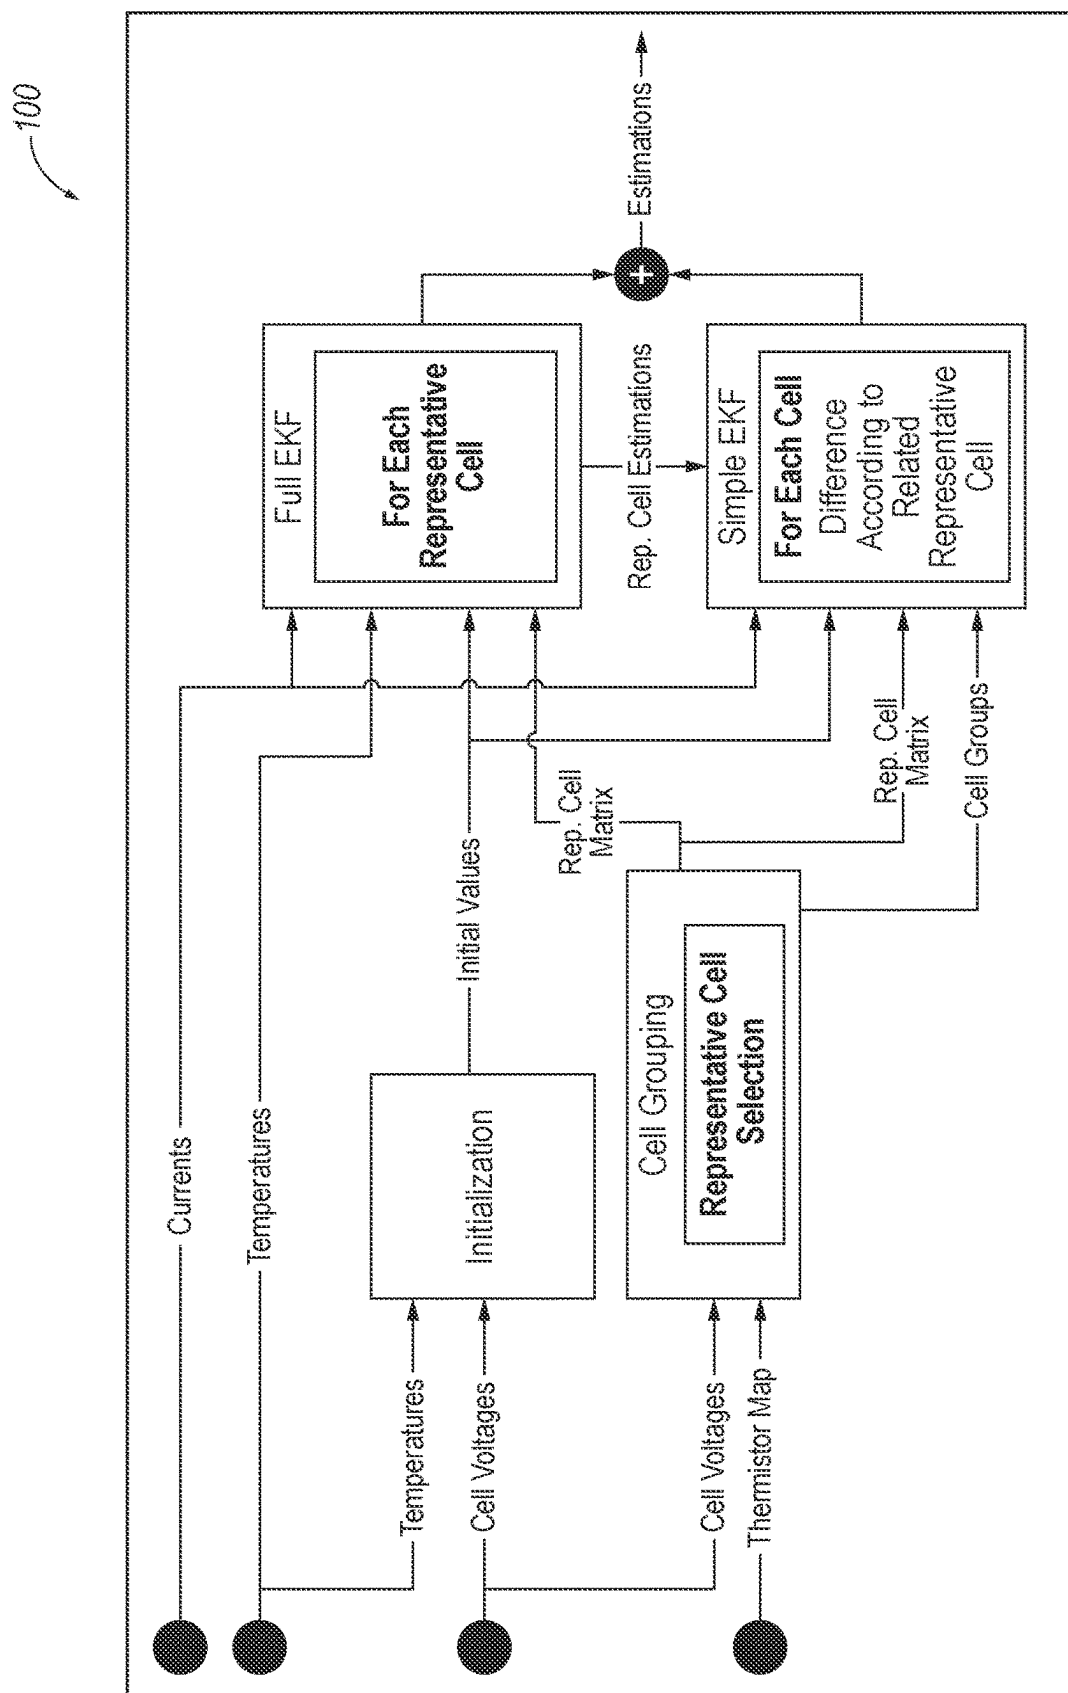 100
Currents
Temperatures
Temperatures
Cell Voltages
Cell Voltages
Thermistor Map
Initialization
Initial Values
Cell Grouping
Representative Cell
Selection
Rep. Cell
Matrix
Rep. Cell
Matrix
Cell Groups
Full EKF
For Each
Representative
Cell
Rep. Cell Estimations
Simple EKF
For Each Cell
Difference
According to
Related
Representative
Cell
+
Estimations